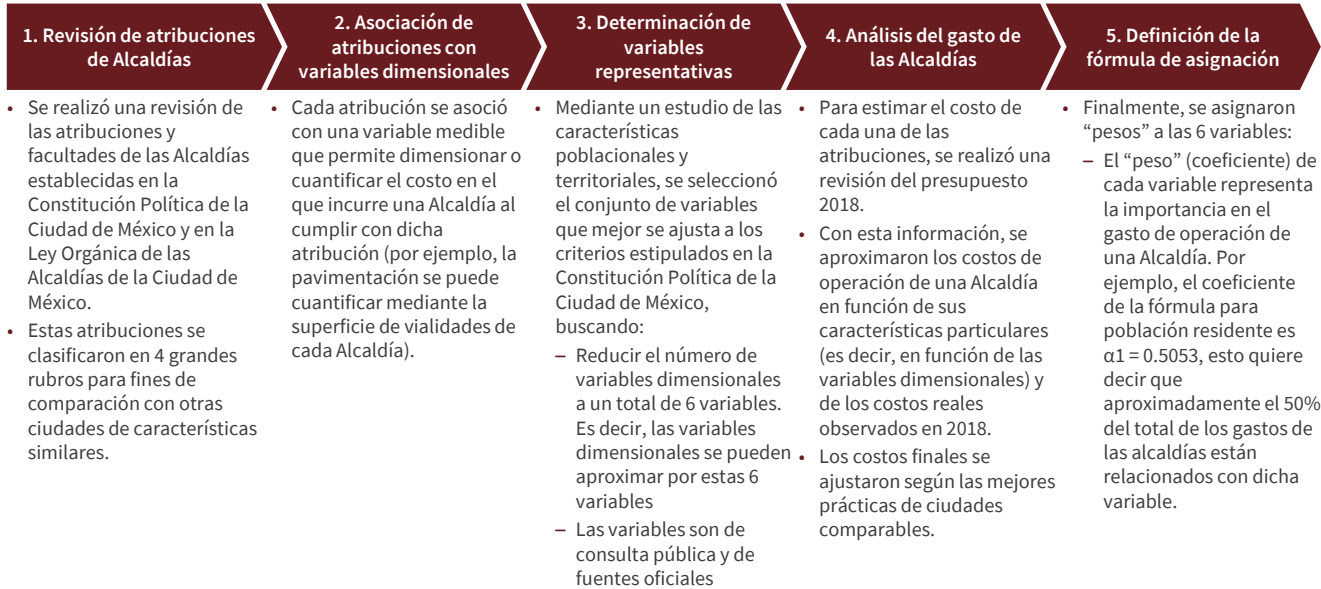 1. Revisión de atribuciones
de Alcaldías
2. Asociación de
atribuciones con
variables dimensionales
3. Determinación de
variables
representativas
4. Análisis del gasto de
las Alcaldías
5. Definición de la
fórmula de asignación
• Se realizó una revisión de
las atribuciones y
facultades de las Alcaldías
establecidas en la
Constitución Política de la
Ciudad de México y en la
Ley Orgánica de las
Alcaldías de la Ciudad de
México.
• Estas atribuciones se
clasificaron en 4 grandes
rubros para fines de
comparación con otras
ciudades de características
similares.
• Cada atribución se asoció
con una variable medible
que permite dimensionar o
cuantificar el costo en el
que incurre una Alcaldía al
cumplir con dicha
atribución (por ejemplo, la
pavimentación se puede
cuantificar mediante la
superficie de vialidades de
cada Alcaldía).
• Mediante un estudio de las
características
poblacionales y
territoriales, se seleccionó
el conjunto de variables
que mejor se ajusta a los
criterios estipulados en la
Constitución Política de la
Ciudad de México,
buscando:
– Reducir el número de
variables dimensionales
a un total de 6 variables.
Es decir, las variables
dimensionales se pueden
aproximar por estas 6
variables
– Las variables son de
consulta pública y de
fuentes oficiales
• Para estimar el costo de
cada una de las
atribuciones, se realizó una
revisión del presupuesto
2018.
• Con esta información, se
aproximaron los costos de
operación de una Alcaldía
en función de sus
características particulares
(es decir, en función de las
variables dimensionales) y
de los costos reales
observados en 2018.
• Los costos finales se
ajustaron según las mejores
prácticas de ciudades
comparables.
• Finalmente, se asignaron
“pesos” a las 6 variables:
– El “peso” (coeficiente) de
cada variable representa
la importancia en el
gasto de operación de
una Alcaldía. Por
ejemplo, el coeficiente
de la fórmula para
población residente es
α1 = 0.5053, esto quiere
decir que
aproximadamente el 50%
del total de los gastos de
las alcaldías están
relacionados con dicha
variable.